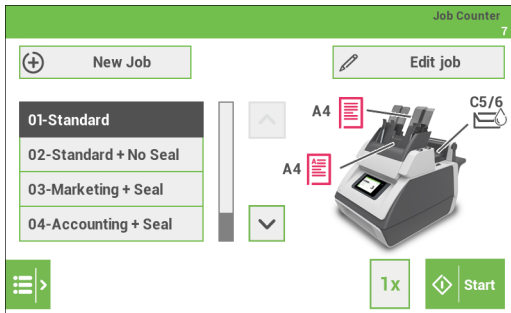 Job Counter
7
New Job
Edit job
01-Standard
02-Standard + No Seal
03-Marketing + Seal
04-Accounting + Seal
A4
A4
C5/6
1x
Start